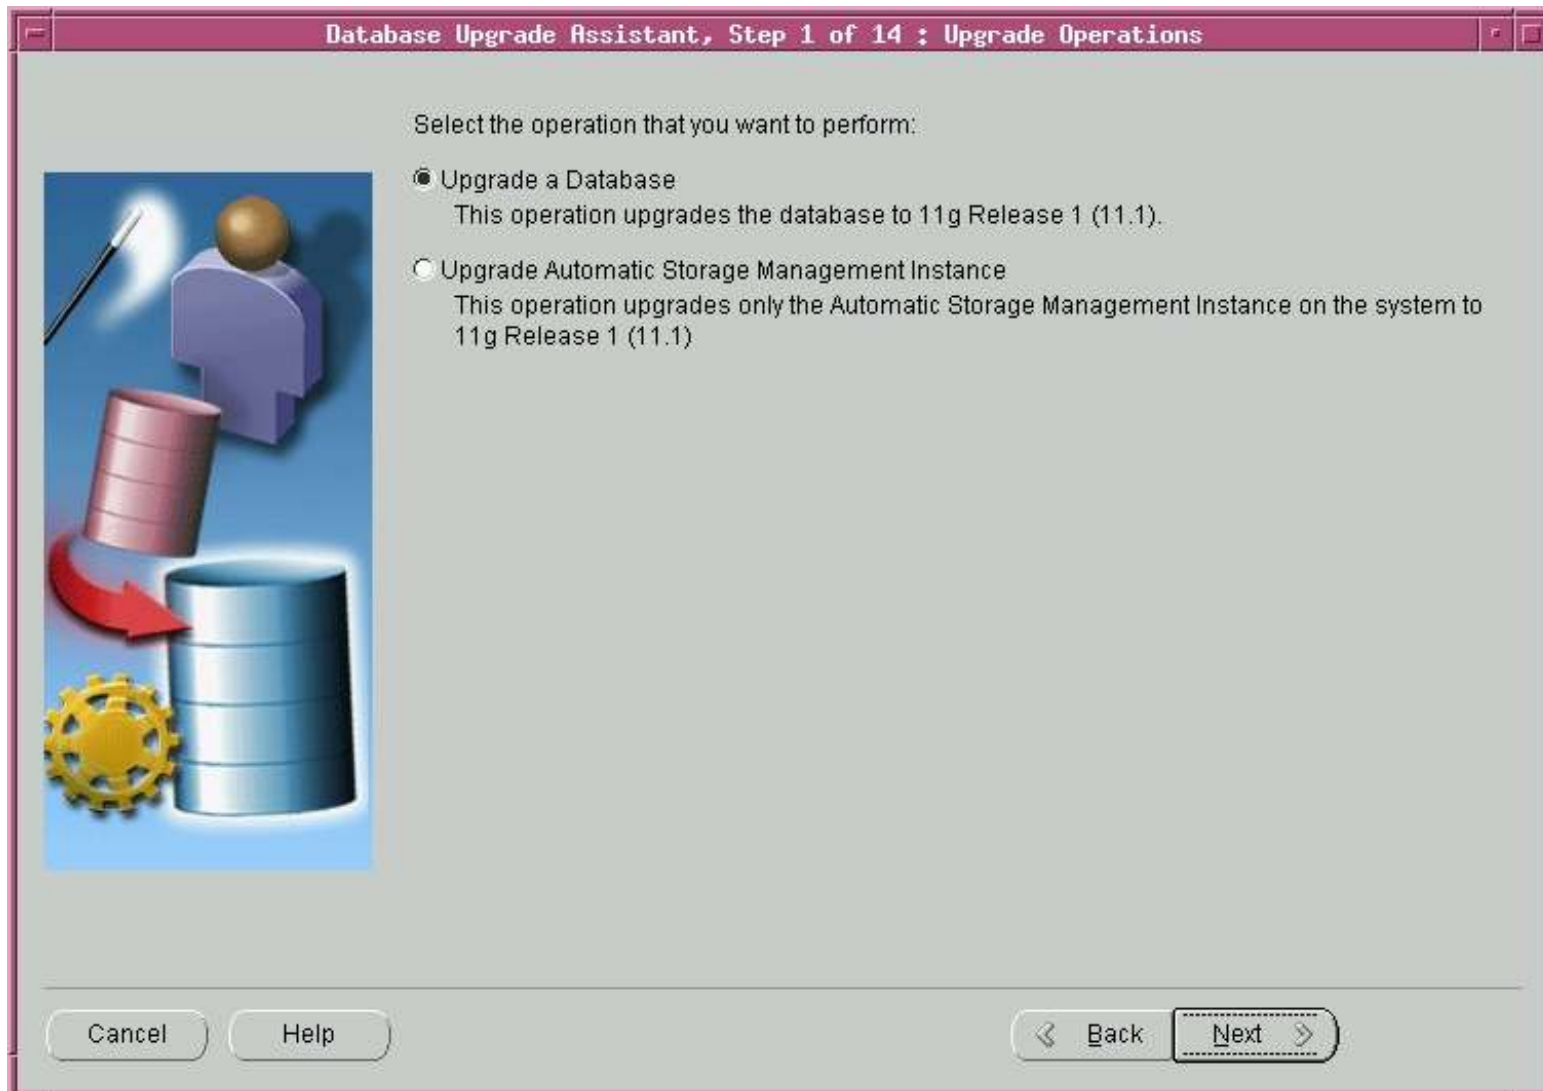 Database Upgrade Assistant, Step 1 of 14 : Upgrade Operations
Select the operation that you want to perform:
Upgrade a Database
This operation upgrades the database to 11g Release 1 (11.1).
Upgrade Automatic Storage Management Instance
This operation upgrades only the Automatic Storage Management Instance on the system to
11g Release 1 (11.1)
Cancel
Help
Back
Next